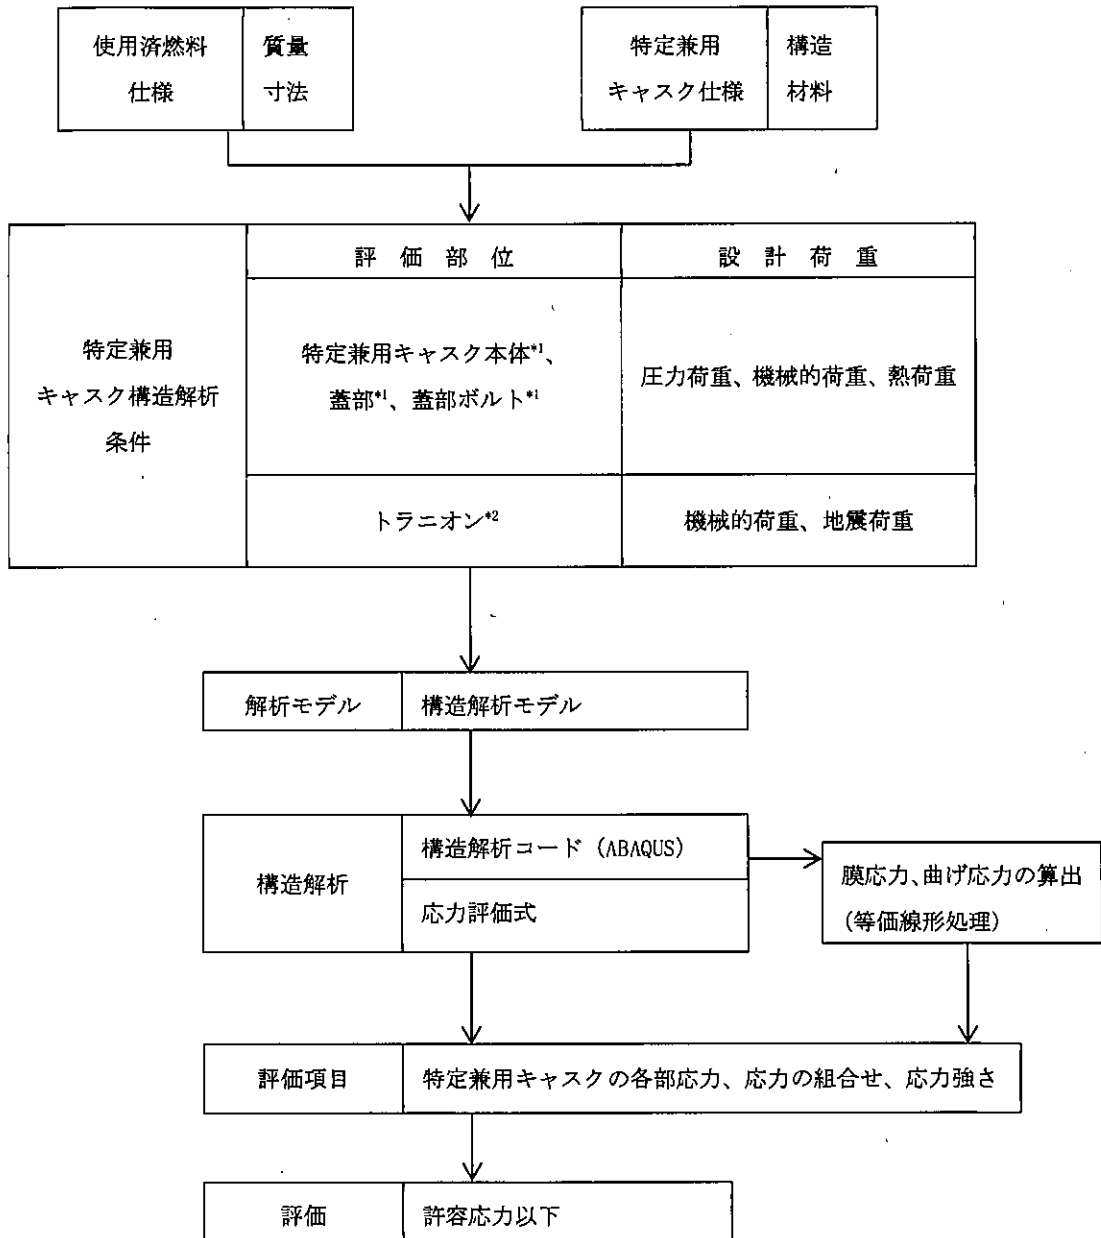 使用済燃料
仕様
質量
寸法
特定兼用
キャスク仕様
構造
材料
評 価 部 位
設 計 荷 重
特定兼用
キャスク構造解析
条件
特定兼用キャスク本体*1、
蓋部*1、蓋部ボルト*1
圧力荷重、機械的荷重、熱荷重
トラニオン*2
機械的荷重、地震荷重
解析モデル
構造解析モデル
構造解析
構造解析コード (ABAQUS)
応力評価式
膜応力、曲げ応力の算出
(等価線形処理)
評価項目
特定兼用キャスクの各部応力、応力の組合せ、応力強さ
評価
許容応力以下